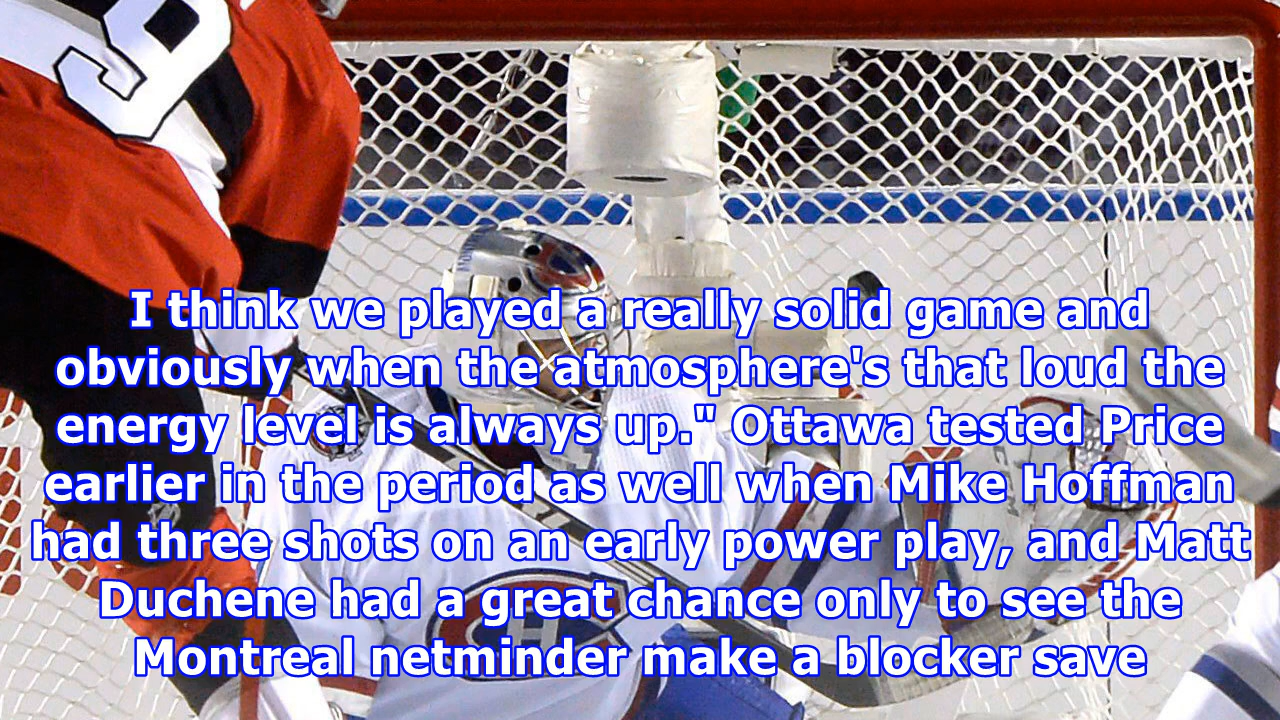 9
I think we played a really solid game and
obviously when the atmosphere's that loud the
energy level is always up." Ottawa tested Price
earlier in the period as well when Mike Hoffman
had three shots on an early power play, and Matt
Duchene had a great chance only to see the
Montreal netminder make a blocker save